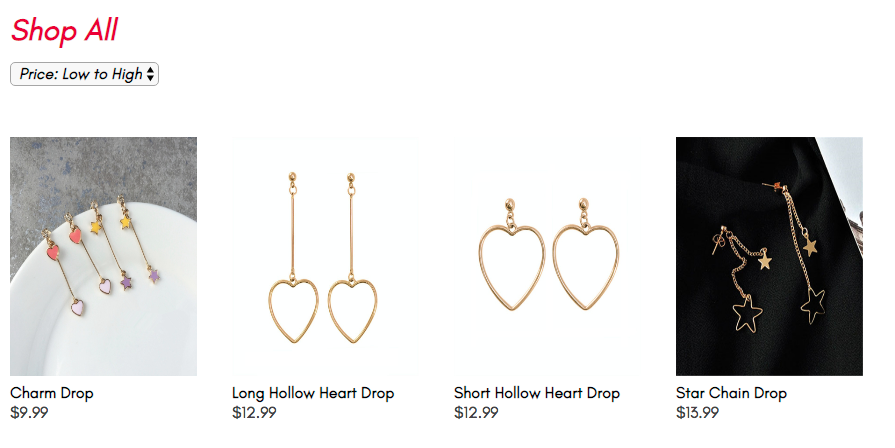 Shop All
Price: Low to High
Charm Drop
$9.99
Long Hollow Heart Drop
$12.99
Short Hollow Heart Drop
$12.99
Star Chain Drop
$13.99